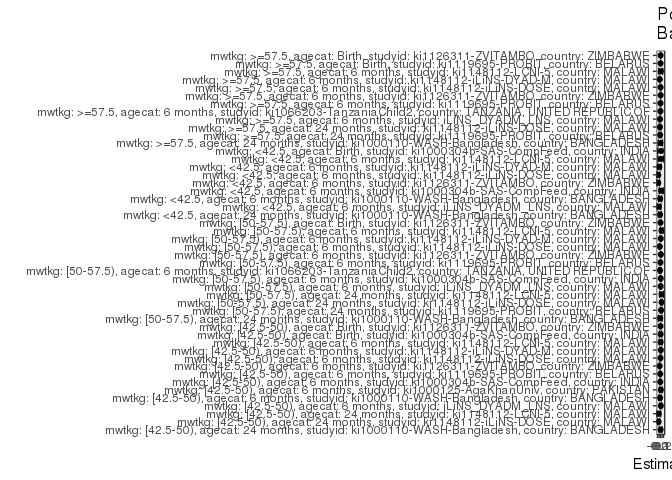 Po
Ba
mwtkg: >=57.5, agecat: Birth, studyid: ki1126311-ZVITAMBO, country: ZIMBABWE
mwtkg: >=57.5, agecat: Birth, studyid: ki1119695-PROBIT, country: BELARUS
mwtkg: >=57.5, agecat: 6 months, studyid: ki1148112-LCNI-5, country: MALAWI
mwtkg: >=57.5, agecat: 6 months, studyid: ki1148112-iLiNS-DYAD-M, country: MALAWI
mwtkg: >=57.5, agecat: 6 months, studyid: ki1148112-iLiNS-DOSE, country: MALAWI
mwtkg: >=57.5, agecat: 6 months, studyid: ki1126311-ZVITAMBO, country: ZIMBABWE
mwtkg: >=57.5, agecat: 6 months, studyid: ki1119695-PROBIT, country: BELARUS
mwtkg: >=57.5, agecat: 6 months, studyid: ki1066203-TanzaniaChild2, country: TANZANIA, UNITED REPUBLIC OF
mwtkg: >=57.5, agecat: 6 months, studyid: iLiNS_DYADM_LNS, country: MALAWI
mwtkg: >=57.5, agecat: 24 months, studyid: ki1148112-iLiNS-DOSE, country: MALAWI
mwtkg: >=57.5, agecat: 24 months, studyid: ki1119695-PROBIT, country: BELARUS
mwtkg: >=57.5, agecat: 24 months, studyid: ki1000110-WASH-Bangladesh, country: BANGLADESH
mwtkg: <42.5, agecat: Birth, studyid: ki1000304b-SAS-CompFeed, country: INDIA
mwtkg: <42.5, agecat: 6 months, studyid: ki1148112-LCNI-5, country: MALAWI
mwtkg: <42.5, agecat: 6 months, studyid: ki1148112-iLiNS-DYAD-M, country: MALAWI
mwtkg: <42.5, agecat: 6 months, studyid: ki1148112-iLiNS-DOSE, country: MALAWI
mwtkg: <42.5, agecat: 6 months, studyid: ki1126311-ZVITAMBO, country: ZIMBABWE
mwtkg: <42.5, agecat: 6 months, studyid: ki1000304b-SAS-CompFeed, country: INDIA
mwtkg: <42.5, agecat: 6 months, studyid: ki1000110-WASH-Bangladesh, country: BANGLADESH
mwtkg: <42.5, agecat: 6 months, studyid: iLiNS_DYADM_LNS, country: MALAWI
mwtkg: <42.5, agecat: 24 months, studyid: ki1000110-WASH-Bangladesh, country: BANGLADESH
mwtkg: [50-57.5), agecat: Birth, studyid: ki1126311-ZVITAMBO, country: ZIMBABWE
mwtkg: [50-57.5), agecat: 6 months, studyid: ki1148112-LCNI-5, country: MALAWI
mwtkg: [50-57.5), agecat: 6 months, studyid: ki1148112-iLiNS-DYAD-M, country: MALAWI
mwtkg: [50-57.5), agecat: 6 months, studyid: ki1148112-iLiNS-DOSE, country: MALAWI
mwtkg: [50-57.5), agecat: 6 months, studyid: ki1126311-ZVITAMBO, country: ZIMBABWE
mwtkg: [50-57.5), agecat: 6 months, studyid: ki1119695-PROBIT, country: BELARUS
mwtkg: [50-57.5), agecat: 6 months, studyid: ki1066203-TanzaniaChild2, country: TANZANIA, UNITED REPUBLIC OF
mwtkg: [50-57.5), agecat: 6 months, studyid: ki1000304b-SAS-CompFeed, country: INDIA
mwtkg: [50-57.5), agecat: 6 months, studyid: iLiNS_DYADM_LNS, country: MALAWI
mwtkg: [50-57.5), agecat: 24 months, studyid: ki1148112-LCNI-5, country: MALAWI
mwtkg: [50-57.5), agecat: 24 months, studyid: ki1148112-iLiNS-DOSE, country: MALAWI
mwtkg: [50-57.5), agecat: 24 months, studyid: ki1119695-PROBIT, country: BELARUS
mwtkg: [50-57.5), agecat: 24 months, studyid: ki1000110-WASH-Bangladesh, country: BANGLADESH
mwtkg: [42.5-50), agecat: Birth, studyid: ki1126311-ZVITAMBO, country: ZIMBABWE
mwtkg: [42.5-50), agecat: Birth, studyid: ki1000304b-SAS-CompFeed, country: INDIA
mwtkg: [42.5-50), agecat: 6 months, studyid: ki1148112-LCNI-5, country: MALAWI
mwtkg: [42.5-50), agecat: 6 months, studyid: ki1148112-iLiNS-DYAD-M, country: MALAWI
mwtkg: [42.5-50), agecat: 6 months, studyid: ki1148112-iLiNS-DOSE, country: MALAWI
mwtkg: [42.5-50), agecat: 6 months, studyid: ki1126311-ZVITAMBO, country: ZIMBABWE
mwtkg: [42.5-50), agecat: 6 months, studyid: ki1119695-PROBIT, country: BELARUS
mwtkg: [42.5-50), agecat: 6 months, studyid: ki1000304b-SAS-CompFeed, country: INDIA
mwtkg: [42.5-50), agecat: 6 months, studyid: ki1000125-AgaKhanUniv, country: PAKISTAN
mwtkg: [42.5-50), agecat: 6 months, studyid: ki1000110-WASH-Bangladesh, country: BANGLADESH
mwtkg: [42.5-50), agecat: 6 months, studyid: iLiNS_DYADM_LNS, country: MALAWI
mwtkg: [42.5-50), agecat: 24 months, studyid: ki1148112-LCNI-5, country: MALAWI
mwtkg: [42.5-50), agecat: 24 months, studyid: ki1148112-iLiNS-DOSE, country: MALAWI
mwtkg: [42.5-50), agecat: 24 months, studyid: ki1000110-WASH-Bangladesh, country: BANGLADESH
Estima